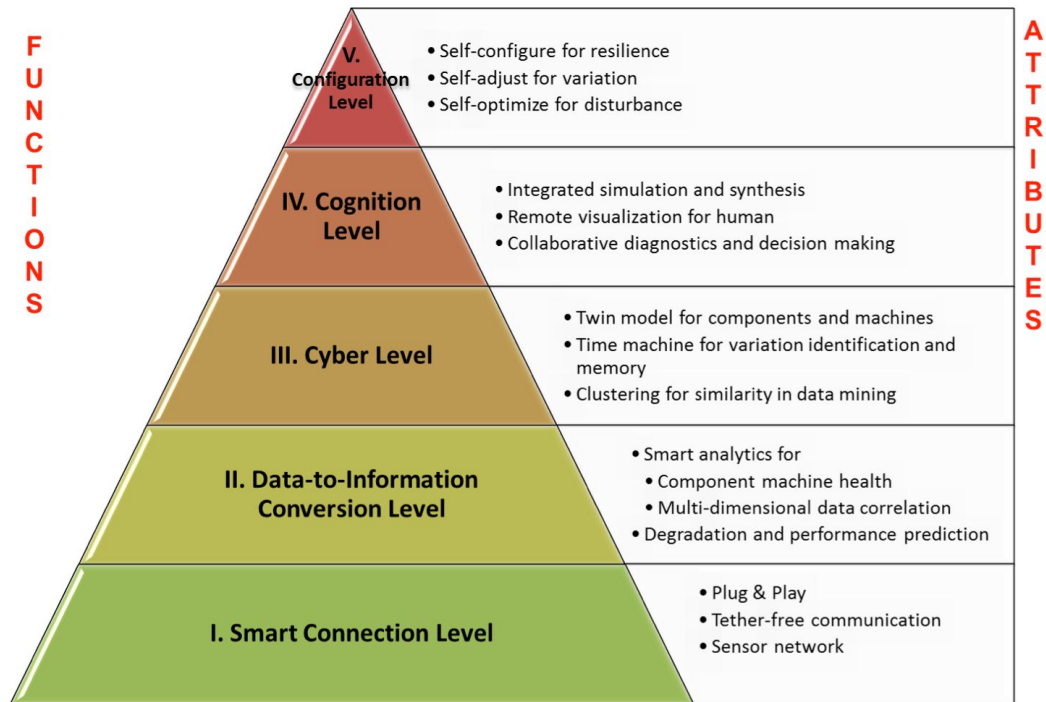 FUNCTIONS
ATTRIBUTES
V.
Configuration
Level
• Self-configure for resilience
• Self-adjust for variation
• Self-optimize for disturbance
IV. Cognition
Level
• Integrated simulation and synthesis
• Remote visualization for human
• Collaborative diagnostics and decision making
III. Cyber Level
• Twin model for components and machines
• Time machine for variation identification and
memory
• Clustering for similarity in data mining
II. Data-to-Information
Conversion Level
• Smart analytics for
• Component machine health
• Multi-dimensional data correlation
• Degradation and performance prediction
I. Smart Connection Level
• Plug & Play
• Tether-free communication
• Sensor network